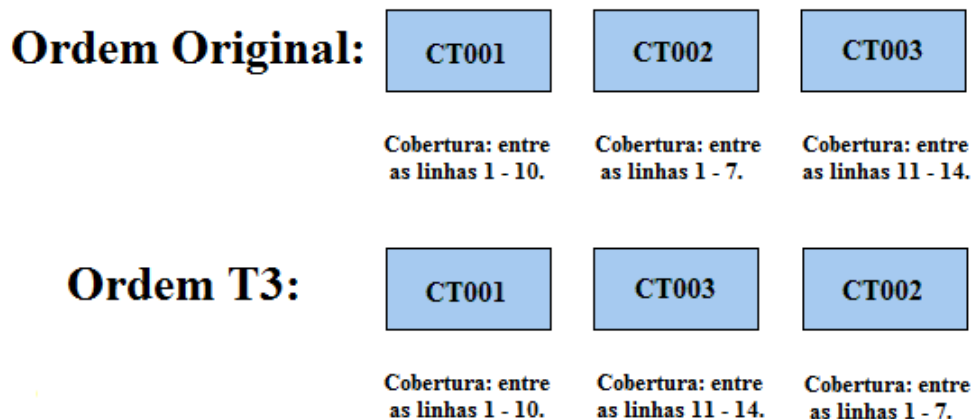 Ordem Original:
CT001
CT002
CT003
Cobertura: entre
as linhas 1 - 10.
Cobertura: entre
as linhas 1 - 7.
Cobertura: entre
as linhas 11 - 14.
Ordem T3:
CT001
CT003
CT002
Cobertura: entre
as linhas 1 - 10.
Cobertura: entre
as linhas 11 - 14.
Cobertura: entre
as linhas 1 - 7.